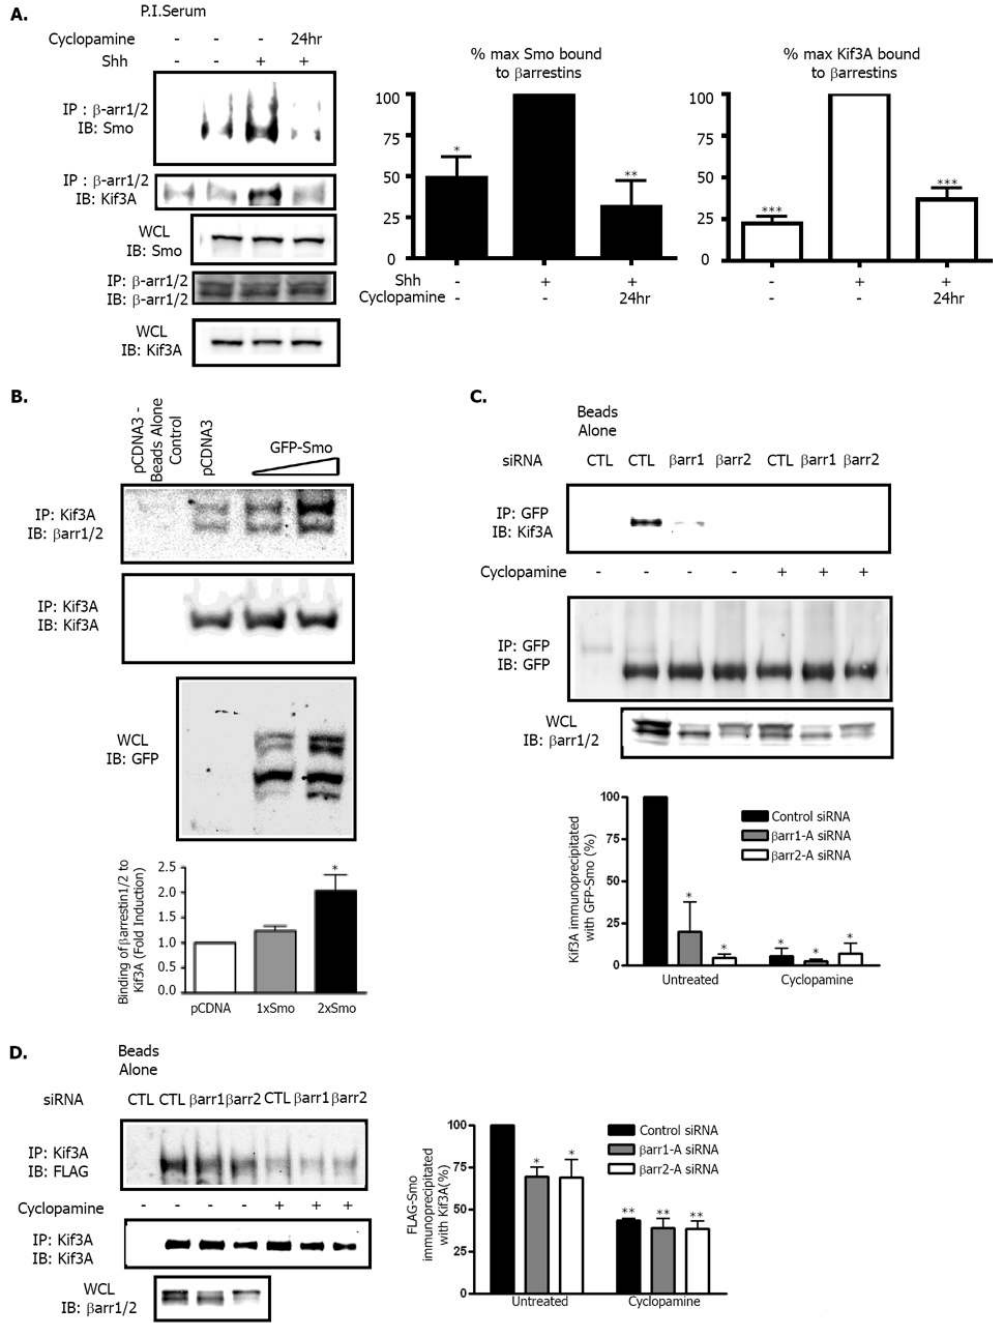 A.
P.I.Serum
Cyclopamine - - - 24hr
Shh - - + +
IP : β-arr1/2
IB: Smo
IP : β-arr1/2
IB: Kif3A
WCL
IB: Smo
IP: β-arr1/2
IB: β-arr1/2
WCL
IB: Kif3A
% max Smo bound
to βarrestins
100
75
50
25
0
*
**
Shh - + +
Cyclopamine - - 24hr
% max Kif3A bound
to βarrestins
100
75
50
25
0
***
***
- + +
- - 24hr
B.
pCDNA3 -
Beads Alone
Control
pCDNA3
GFP-Smo
IP: Kif3A
IB: βarr1/2
IP: Kif3A
IB: Kif3A
WCL
IB: GFP
Binding of βarrestin1/2 to
Kif3A (Fold Induction)
2.5
2.0
1.5
1.0
0.5
0.0
*
pCDNA 1xSmo 2xSmo
C.
Beads
Alone
siRNA CTL CTL βarr1 βarr2 CTL βarr1 βarr2
IP: GFP
IB: Kif3A
Cyclopamine - - - - + + +
IP: GFP
IB: GFP
WCL
IB: βarr1/2
Kif3A immunoprecipitated
with GFP-Smo (%)
100
75
50
25
0
Control siRNA
βarr1-A siRNA
βarr2-A siRNA
* * * * *
Untreated Cyclopamine
D.
Beads
Alone
siRNA CTL CTL βarr1 βarr2 CTL βarr1 βarr2
IP: Kif3A
IB: FLAG
Cyclopamine - - - - + + +
IP: Kif3A
IB: Kif3A
WCL
IB: βarr1/2
FLAG-Smo
immunoprecipitated
with Kif3A(%)
100
75
50
25
0
Control siRNA
βarr1-A siRNA
βarr2-A siRNA
* * ** ** **
Untreated Cyclopamine